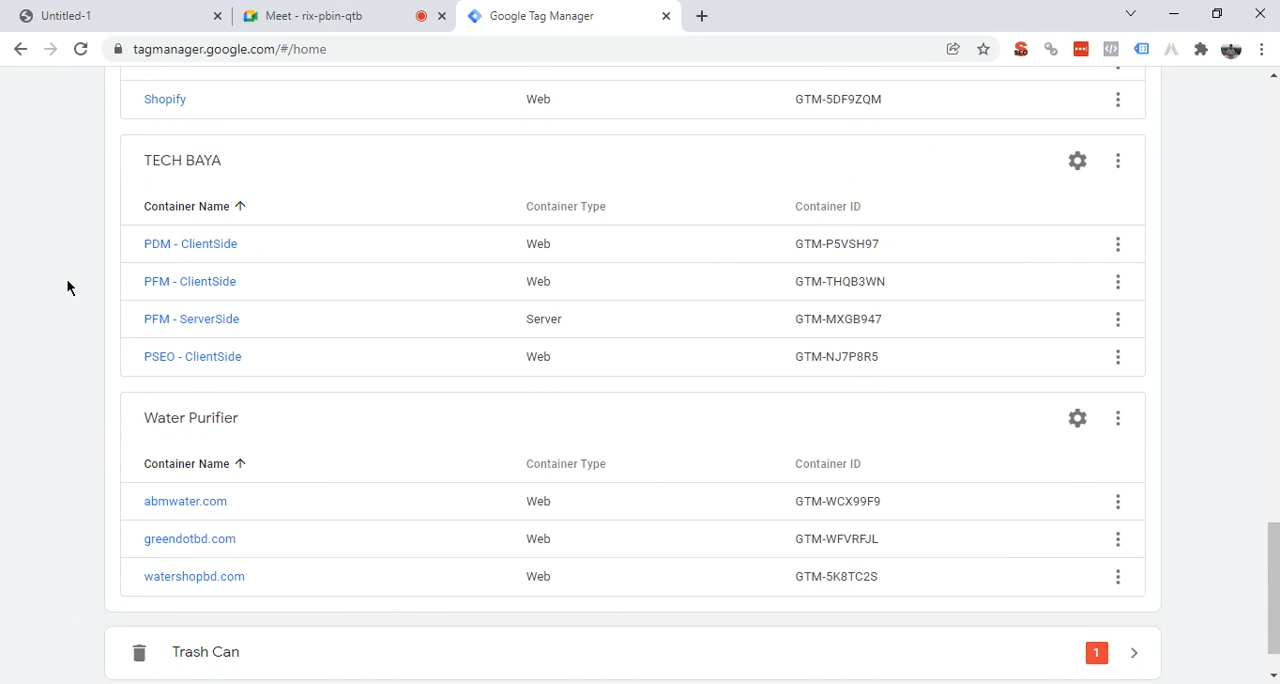 Untitled-1
Meet - rix-pbin-qtb
Google Tag Manager
tagmanager.google.com/#/home
SEO
Shopify Web GTM-5DF9ZQM
TECH BAYA
Container Name Container Type Container ID
PDM - ClientSide Web GTM-P5VSH97
PFM - ClientSide Web GTM-THQB3WN
PFM - ServerSide Server GTM-MXGB947
PSEO - ClientSide Web GTM-NJ7P8R5
Water Purifier
Container Name Container Type Container ID
abmwater.com Web GTM-WCX99F9
greendotbd.com Web GTM-WFVRFJL
watershopbd.com Web GTM-5K8TC2S
Trash Can 1